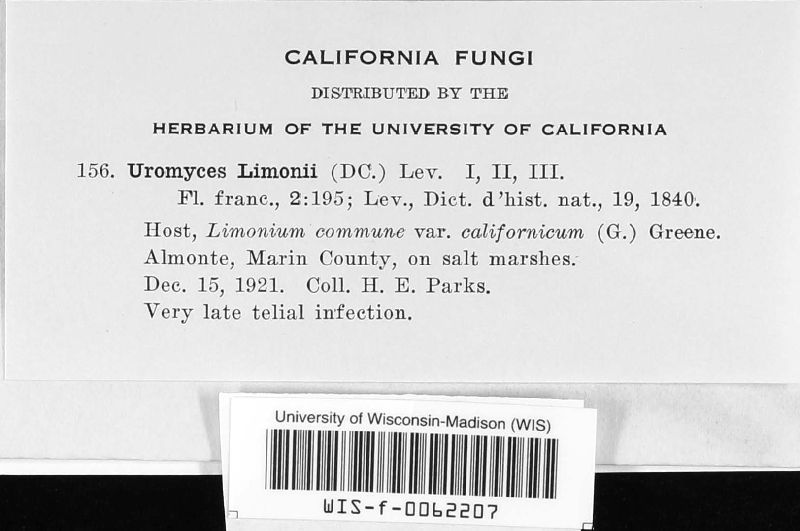 CALIFORNIA FUNGI
DISTRIBUTED BY THE
HERBARIUM OF THE UNIVERSITY OF CALIFORNIA
156. Uromyces Limonii (DC.) Lev. I, II, III.
Fl. franc., 2:195; Lev., Dict. d'hist. nat., 19, 1840.
Host, Limonium commune var. californicum (G.) Greene.
Almonte, Marin County, on salt marshes.
Dec. 15, 1921. Coll. H. E. Parks.
Very late telial infection.
University of Wisconsin-Madison (WIS)
WIS-f-0062207